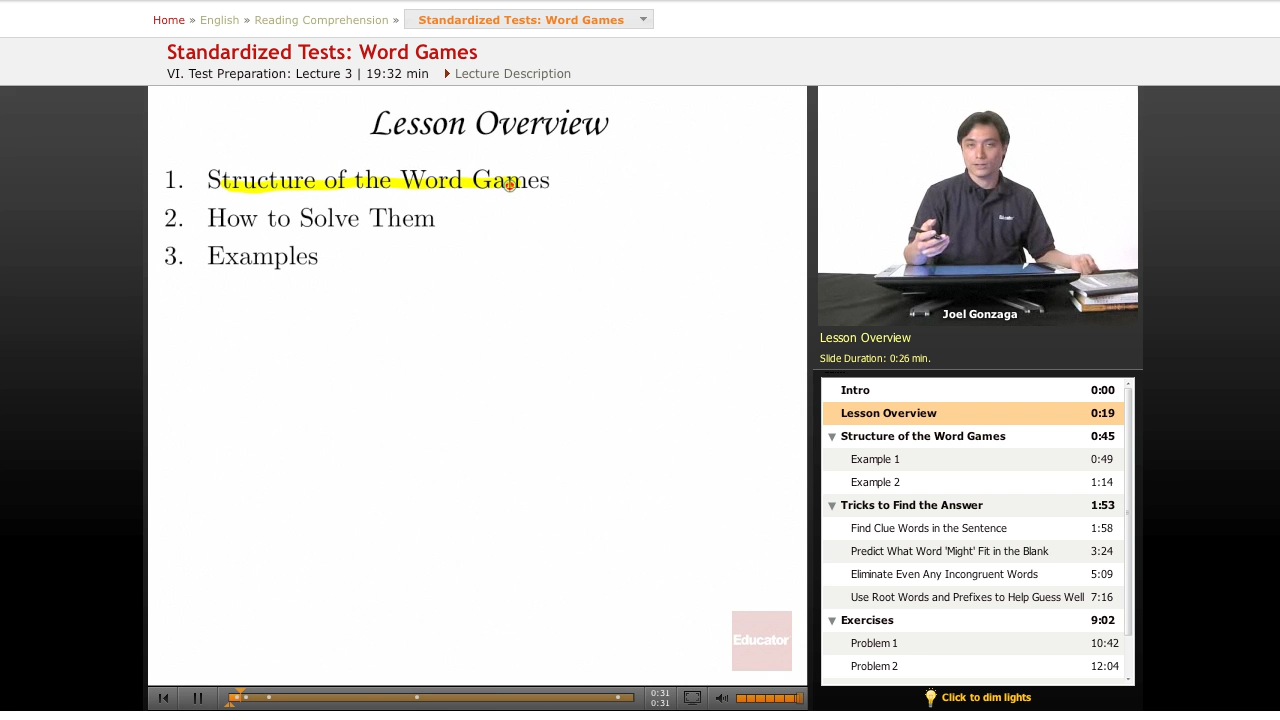 Home » English » Reading Comprehension » Standardized Tests: Word Games
Standardized Tests: Word Games
VI. Test Preparation: Lecture 3 | 19:32 min Lecture Description
Lesson Overview
1. Structure of the Word Games
2. How to Solve Them
3. Examples
Educator
Joel Gonzaga
Lesson Overview
Slide Duration: 0:26 min.
Intro 0:00
Lesson Overview 0:19
Structure of the Word Games 0:45
Example 1 0:49
Example 2 1:14
Tricks to Find the Answer 1:53
Find Clue Words in the Sentence 1:58
Predict What Word 'Might' Fit in the Blank 3:24
Eliminate Even Any Incongruent Words 5:09
Use Root Words and Prefixes to Help Guess Well 7:16
Exercises 9:02
Problem 1 10:42
Problem 2 12:04
0:31
0:31
Click to dim lights